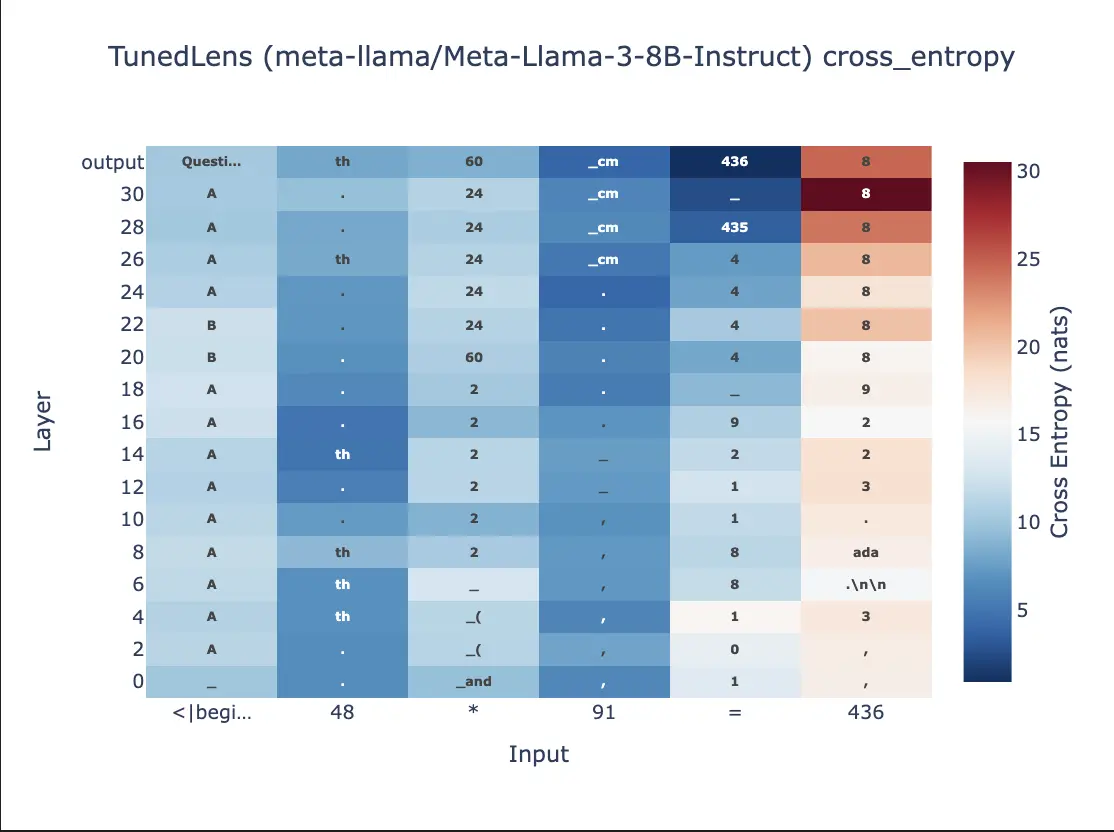 TunedLens (meta-llama/Meta-Llama-3-8B-Instruct) cross_entropy
output Questi... th 60 _cm 436 8
30 A . 24 _cm _ 8
28 A . 24 _cm 435 8
26 A th 24 _cm 4 8
24 A . 24 . 4 8
22 B . 24 . 4 8
20 B . 60 . 4 8
18 A . 2 . _ 9
16 A . 2 . 9 2
14 A th 2 _ 2 2
12 A . 2 _ 1 3
10 A . 2 , 1 .
8 A th 2 , 8 ada
6 A th _ , 8 .\n\n
4 A th _( , 1 3
2 A . _( , 0 ,
0 _ . _and , 1 ,
<|begi... 48 * 91 = 436
Input
Layer
30
25
20
15
10
5
Cross Entropy (nats)